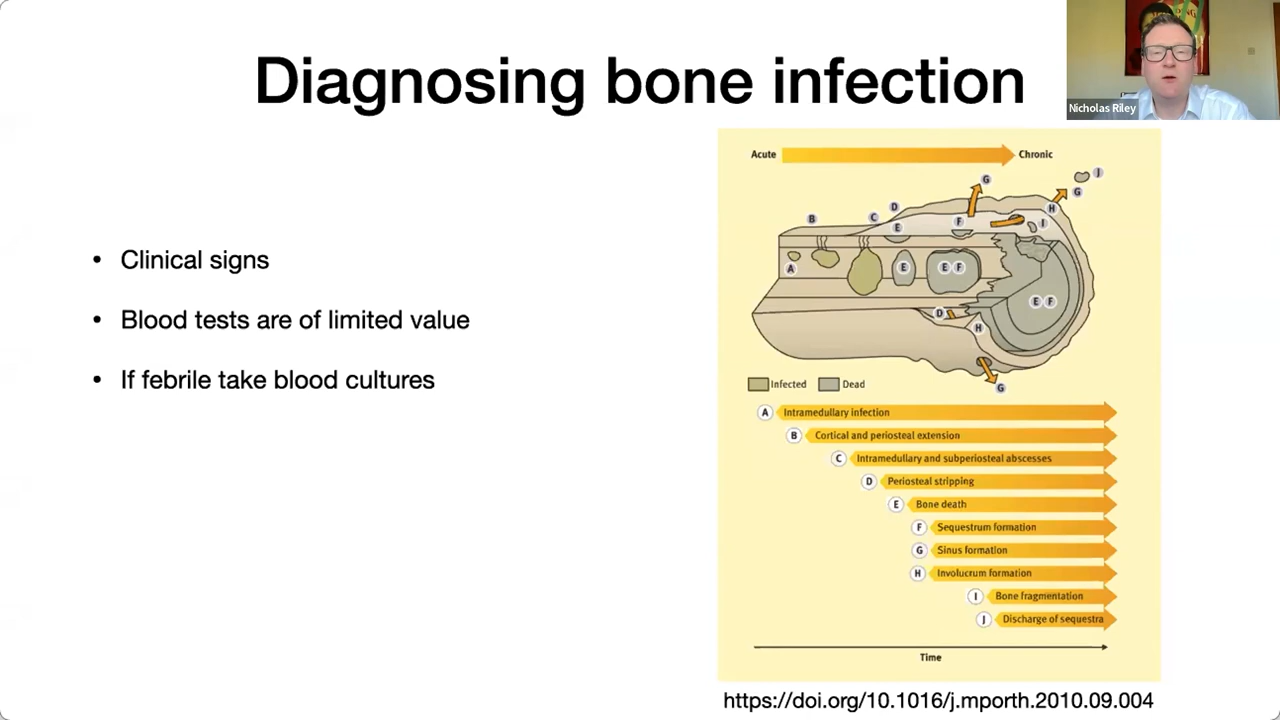 Diagnosing bone infection
Nicholas Riley
• Clinical signs
• Blood tests are of limited value
• If febrile take blood cultures
Acute
Chronic
G
J
G
D
H
B
C
F
I
E
A
E
E F
E F
D
H
G
Infected
Dead
A Intramedullary infection
B Cortical and periosteal extension
C Intramedullary and subperiosteal abscesses
D Periosteal stripping
E Bone death
F Sequestrum formation
G Sinus formation
H Involucrum formation
I Bone fragmentation
J Discharge of sequestra
Time
https://doi.org/10.1016/j.mporth.2010.09.004